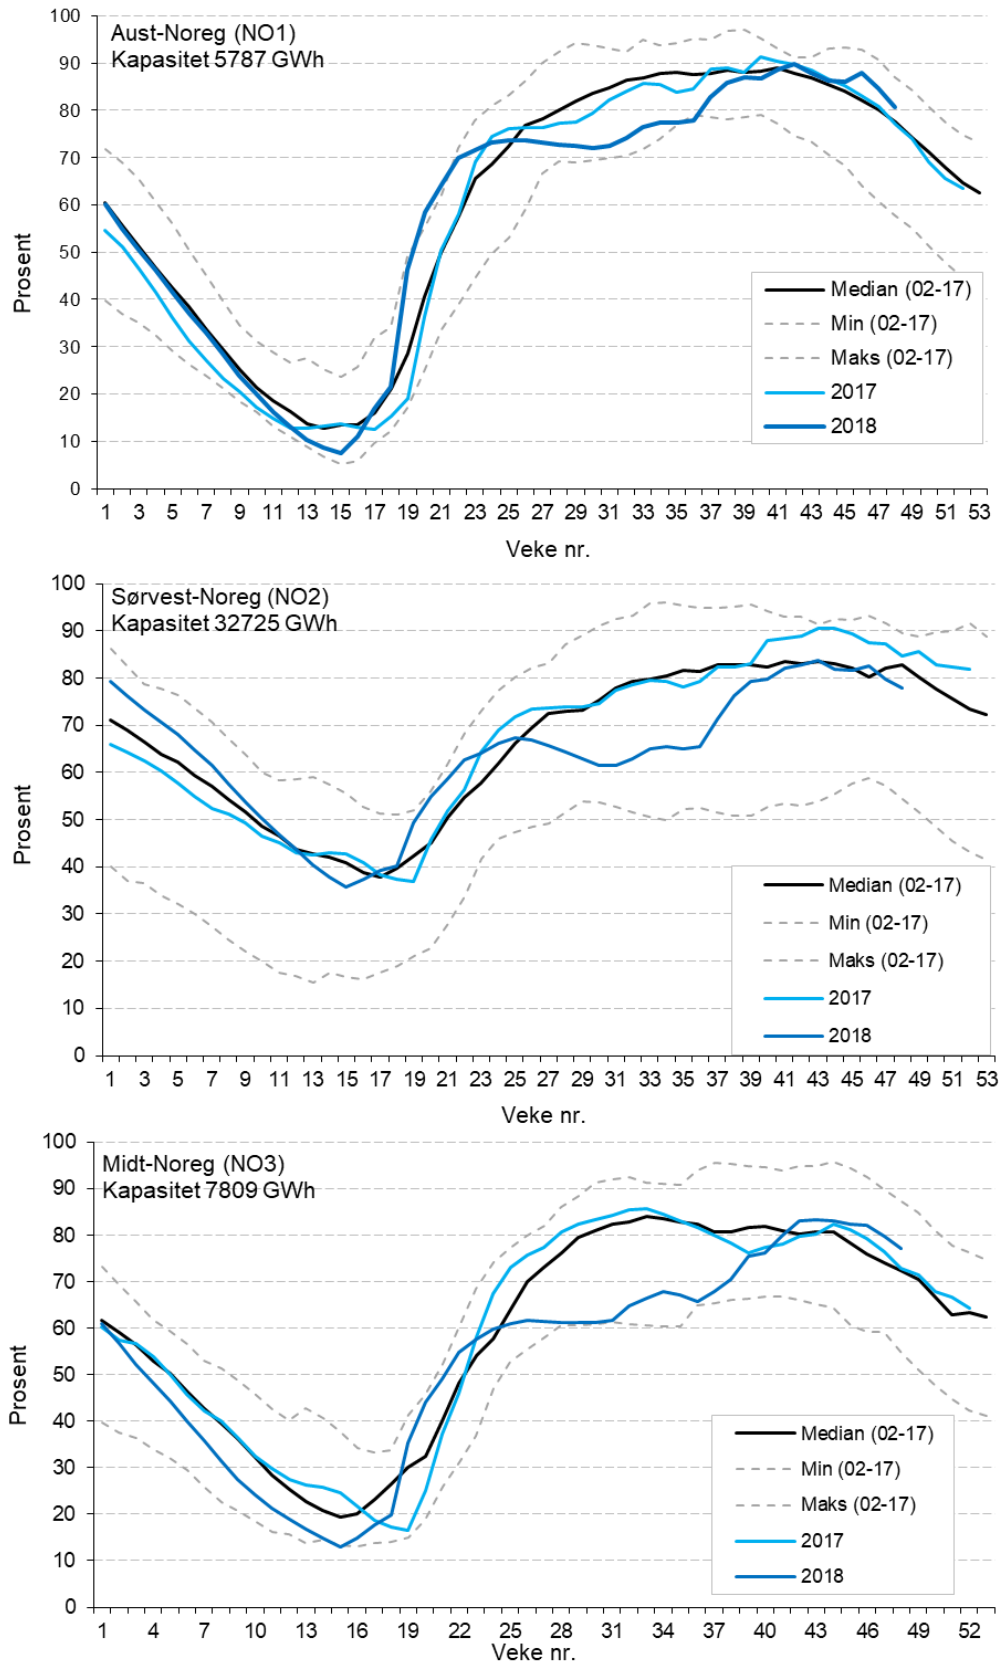 Aust-Noreg (NO1)
Kapasitet 5787 GWh
Prosent
100
90
80
70
60
50
40
30
20
10
0
Median (02-17)
Min (02-17)
Maks (02-17)
2017
2018
1 3 5 7 9 11 13 15 17 19 21 23 25 27 29 31 33 35 37 39 41 43 45 47 49 51 53
Veke nr.
Sørvest-Noreg (NO2)
Kapasitet 32725 GWh
Prosent
100
90
80
70
60
50
40
30
20
10
0
Median (02-17)
Min (02-17)
Maks (02-17)
2017
2018
1 3 5 7 9 11 13 15 17 19 21 23 25 27 29 31 33 35 37 39 41 43 45 47 49 51 53
Veke nr.
Midt-Noreg (NO3)
Kapasitet 7809 GWh
Prosent
100
90
80
70
60
50
40
30
20
10
0
Median (02-17)
Min (02-17)
Maks (02-17)
2017
2018
1 4 7 10 13 16 19 22 25 28 31 34 37 40 43 46 49 52
Veke nr.